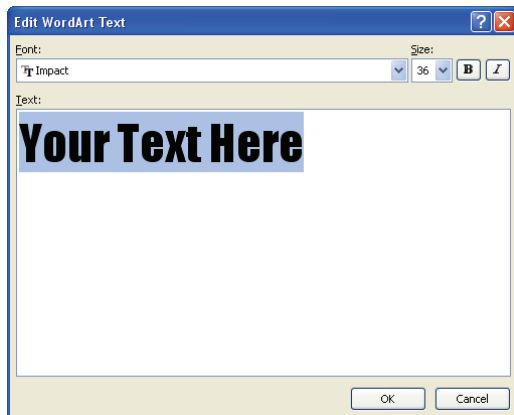 Edit WordArt Text
Font:
Size:
Impact
36
B
I
Text:
Your Text Here
OK
Cancel